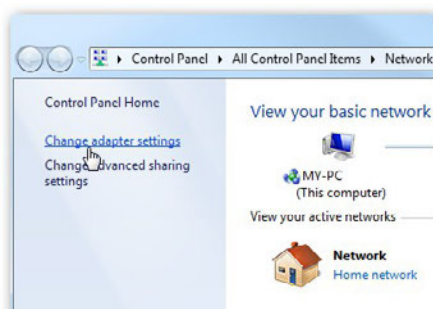 Control Panel ▸ All Control Panel Items ▸ Network
Control Panel Home
View your basic network
Change adapter settings
Change advanced sharing
settings
MY-PC
(This computer)
View your active networks
Network
Home network